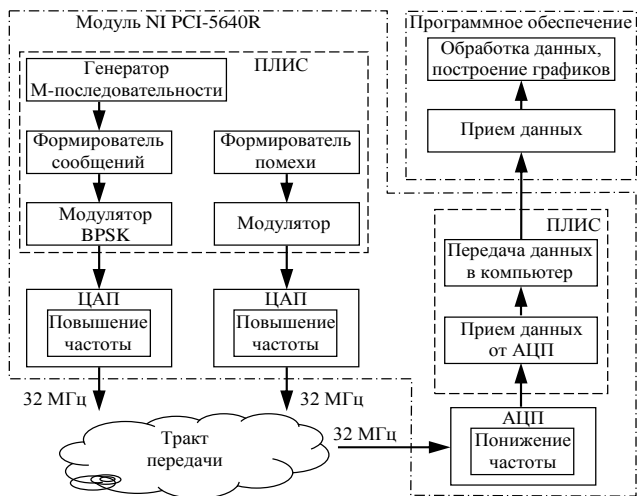 Модуль NI PCI-5640R
ПЛИС
Генератор
М-последовательности
Формирователь
сообщений
Формирователь
помехи
Модулятор
BPSK
Модулятор
ЦАП
Повышение
частоты
ЦАП
Повышение
частоты
32 МГц
32 МГц
Тракт
передачи
32 МГц
Программное обеспечение
Обработка данных,
построение графиков
Прием данных
ПЛИС
Передача данных
в компьютер
Прием данных
от АЦП
АЦП
Понижение
частоты